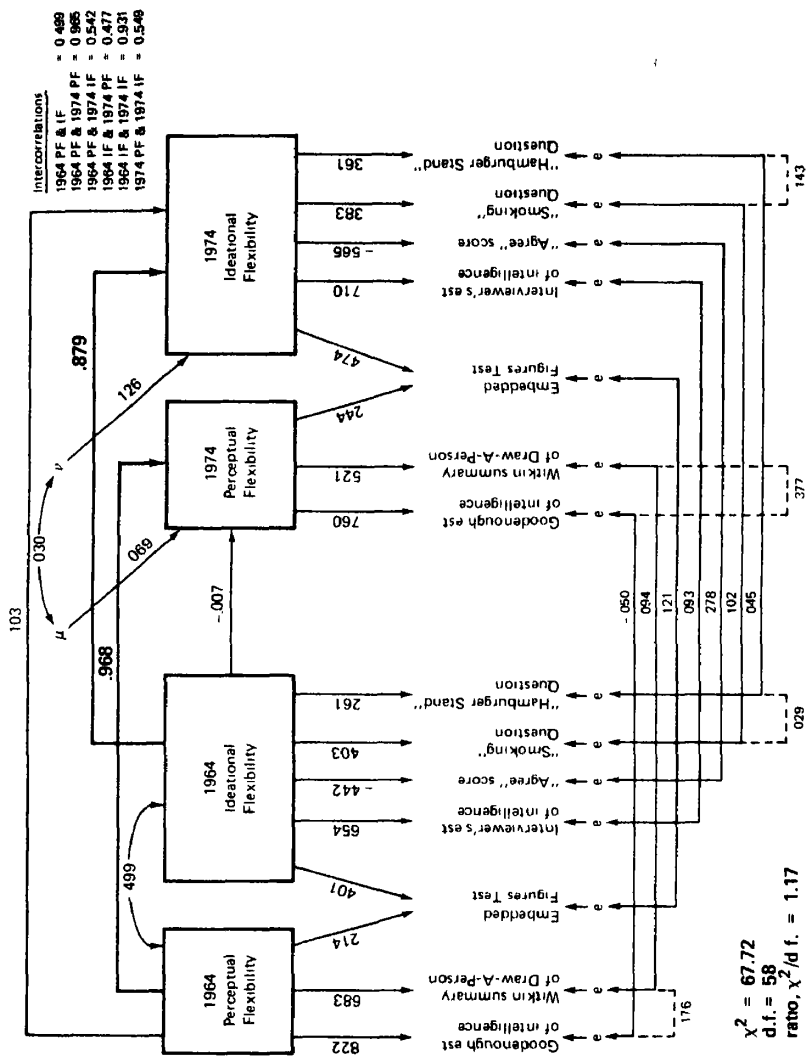 Intercorrelations
1964 PF & IF = 0 499
1964 PF & 1974 PF = 0 965
1964 PF & 1974 IF = 0.542
1964 IF & 1974 PF = 0.477
1964 IF & 1974 IF = 0.931
1974 PF & 1974 IF = 0.549
103
030
μ
ν
.879
.968
069
126
499
-.007
1964
Perceptual
Flexibility
1964
Ideational
Flexibility
1974
Perceptual
Flexibility
1974
Ideational
Flexibility
822
683
214
401
654
-442
403
261
760
521
244
474
710
-565
383
361
Goodenough est
of intelligence
Witkin summary
of Draw-A-Person
Embedded
Figures Test
Interviewer's est
of intelligence
"Agree" score
"Smoking"
Question
"Hamburger Stand"
Question
Goodenough est
of intelligence
Witkin summary
of Draw-A-Person
Embedded
Figures Test
Interviewer's est
of intelligence
"Agree" score
"Smoking"
Question
"Hamburger Stand"
Question
e e e e e e e e e e e e e e
-.050
094
121
093
278
102
045
176
029
377
143
χ² = 67.72
d.f. = 58
ratio, χ²/d f. = 1.17